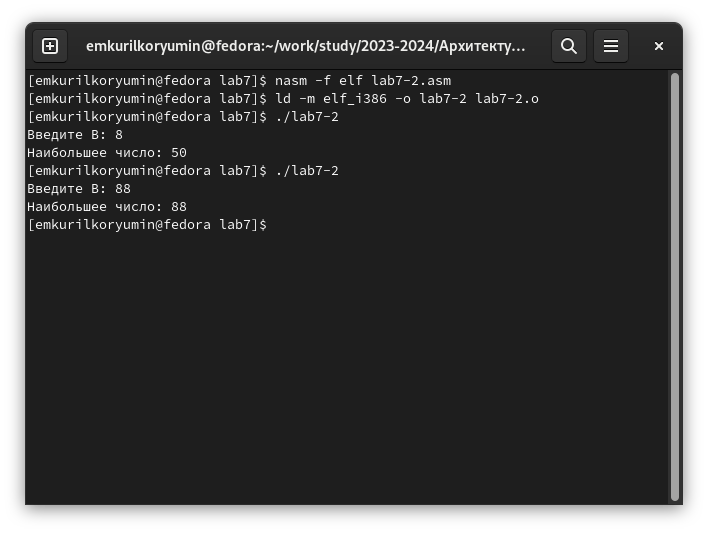 emkurilkoryumin@fedora:~/work/study/2023-2024/Архитекту...
[emkurilkoryumin@fedora lab7]$ nasm -f elf lab7-2.asm
[emkurilkoryumin@fedora lab7]$ ld -m elf_i386 -o lab7-2 lab7-2.o
[emkurilkoryumin@fedora lab7]$ ./lab7-2
Введите B: 8
Наибольшее число: 50
[emkurilkoryumin@fedora lab7]$ ./lab7-2
Введите B: 88
Наибольшее число: 88
[emkurilkoryumin@fedora lab7]$